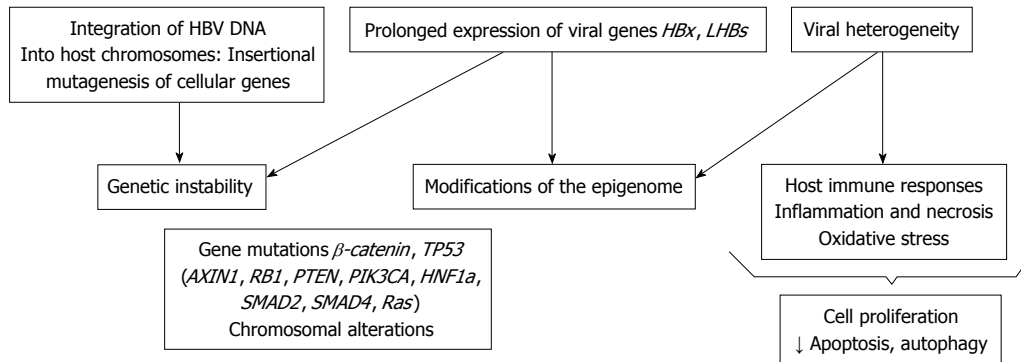 Integration of HBV DNA
Into host chromosomes: Insertional
mutagenesis of cellular genes
Prolonged expression of viral genes HBx, LHBs
Viral heterogeneity
Genetic instability
Modifications of the epigenome
Host immune responses
Inflammation and necrosis
Oxidative stress
Gene mutations β-catenin, TP53
(AXIN1, RB1, PTEN, PIK3CA, HNF1a,
SMAD2, SMAD4, Ras)
Chromosomal alterations
Cell proliferation
↓ Apoptosis, autophagy